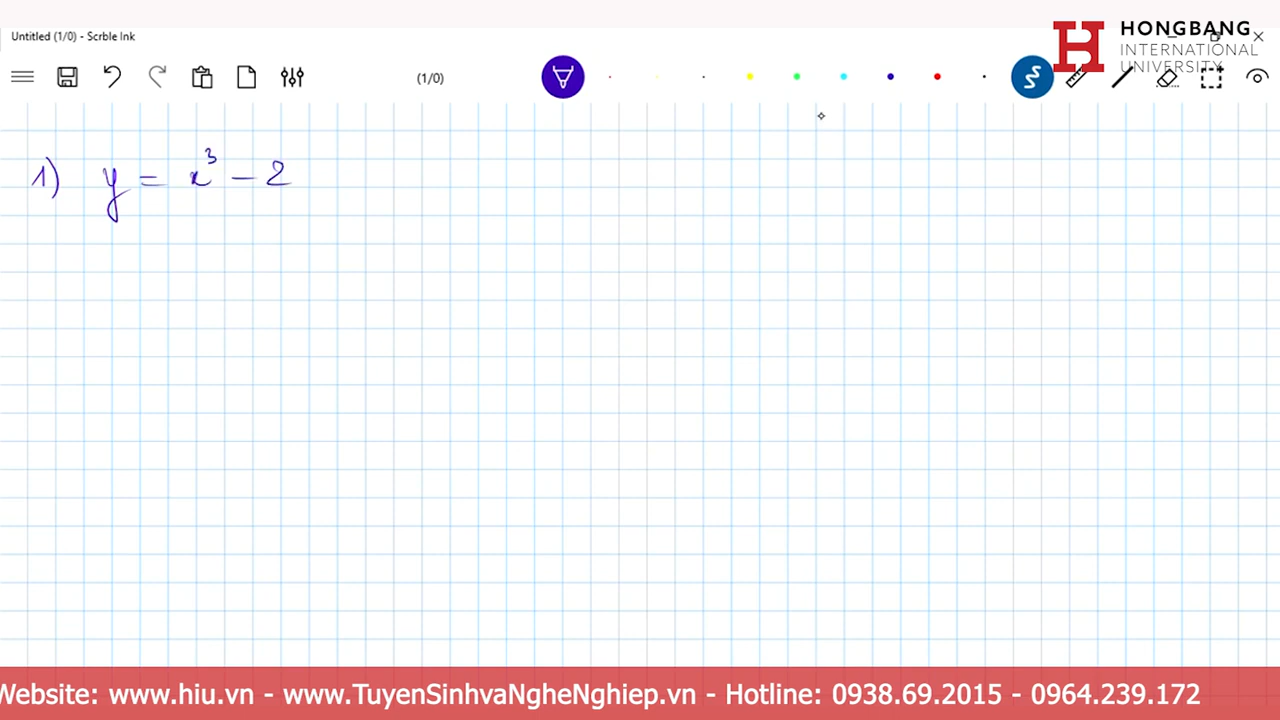 Untitled (1/0) - Scrble Ink
HONGBANG
INTERNATIONAL
UNIVERSITY
(1/0)
1) y = x³ - 2
Website: www.hiu.vn - www.TuyenSinhvaNgheNghiep.vn - Hotline: 0938.69.2015 - 0964.239.172